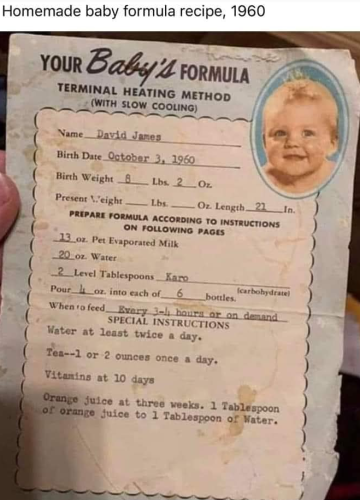 Homemade baby formula recipe, 1960
YOUR Baby's FORMULA
TERMINAL HEATING METHOD
(WITH SLOW COOLING)
Name David James
Birth Date October 3, 1960
Birth Weight 8 Lbs. 2 Oz.
Present Weight Lbs. Oz. Length 21 In.
PREPARE FORMULA ACCORDING TO INSTRUCTIONS
ON FOLLOWING PAGES
13 oz. Pet Evaporated Milk
20 oz. Water
2 Level Tablespoons Karo
(carbohydrate)
Pour 4 oz. into each of 6 bottles.
When to feed Every 3-4 hours or on demand
SPECIAL INSTRUCTIONS
Water at least twice a day.
Tea--1 or 2 ounces once a day.
Vitamins at 10 days
Orange juice at three weeks. 1 Tablespoon
of orange juice to 1 Tablespoon of Water.